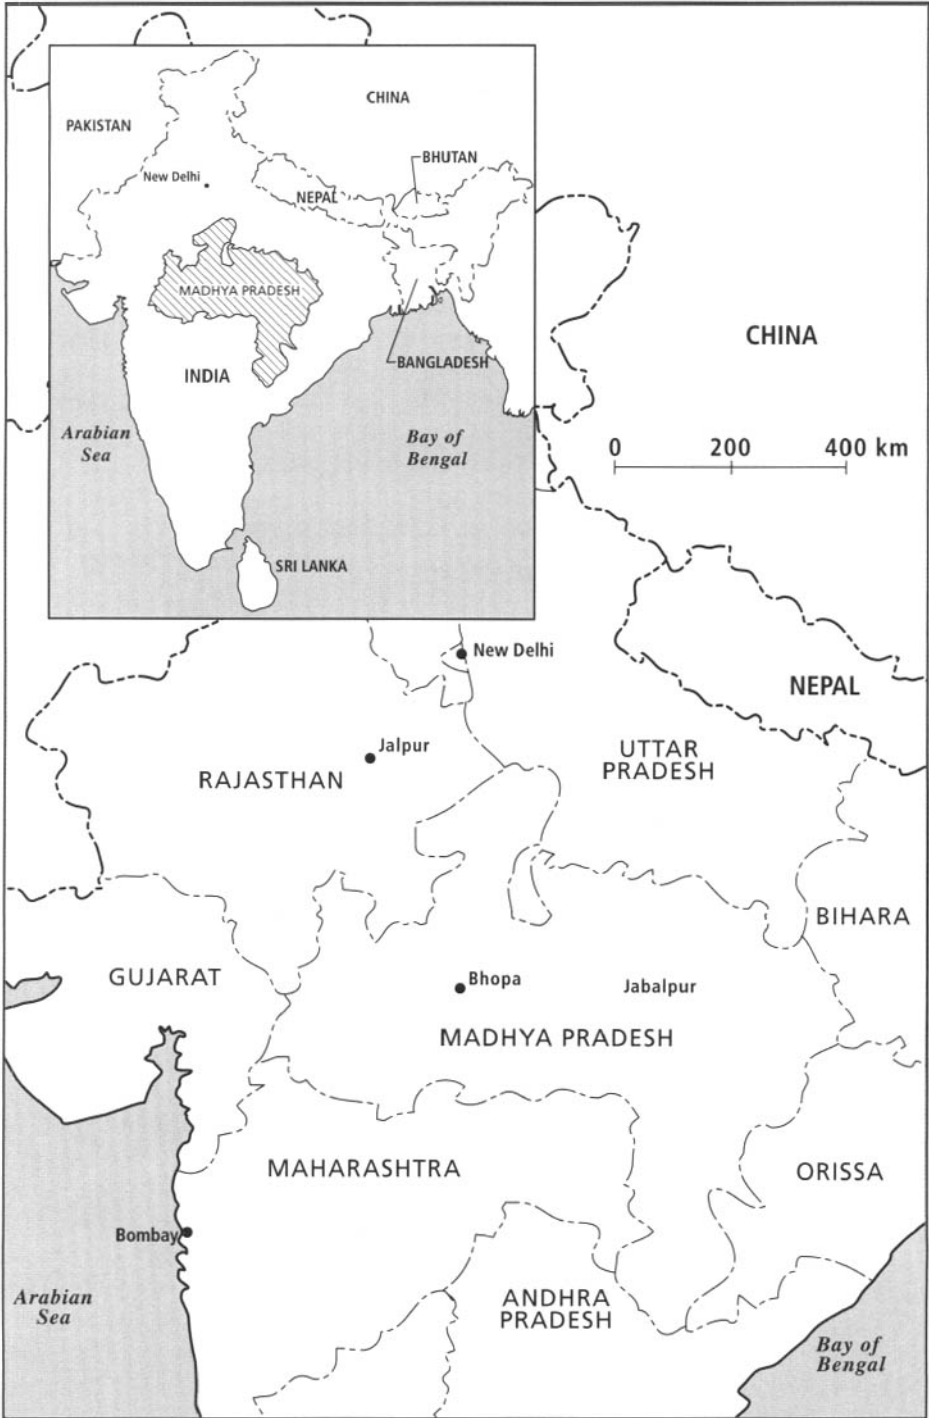 CHINA
PAKISTAN
BHUTAN
New Delhi
NEPAL
MADHYA PRADESH
BANGLADESH
INDIA
Arabian
Sea
Bay of
Bengal
SRI LANKA
CHINA
0 200 400 km
New Delhi
NEPAL
Jalpur
UTTAR
PRADESH
RAJASTHAN
BIHARA
GUJARAT
Bhopa
Jabalpur
MADHYA PRADESH
MAHARASHTRA
ORISSA
Bombay
Arabian
Sea
ANDHRA
PRADESH
Bay of
Bengal